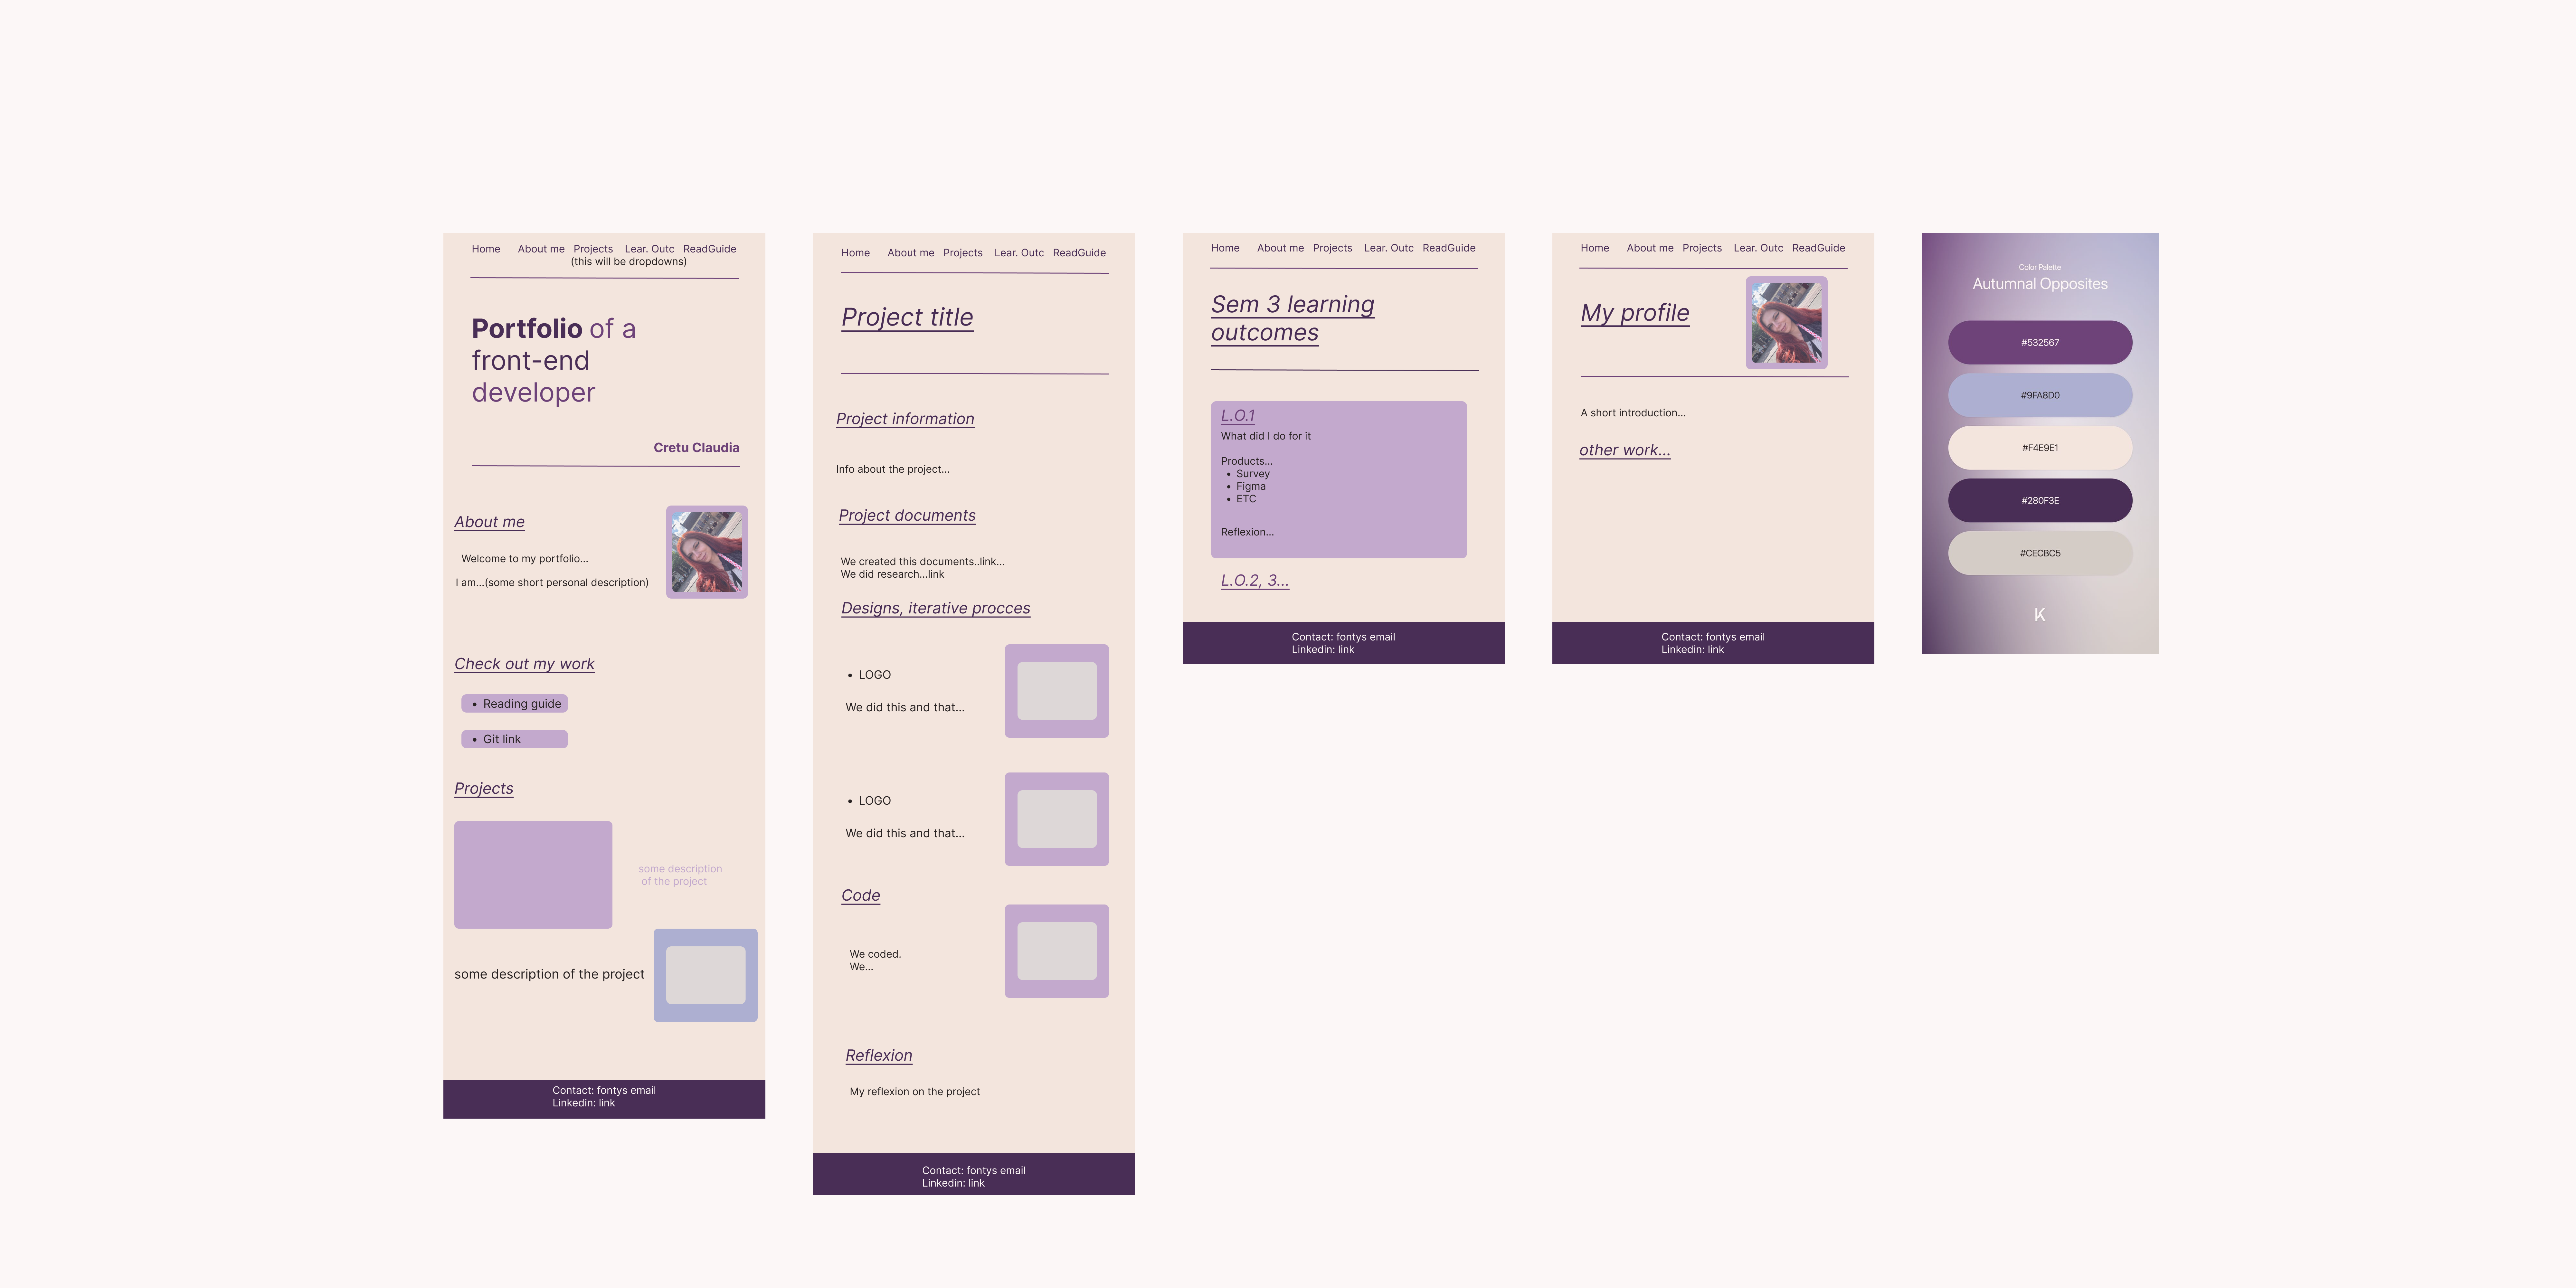 Home About me Projects Lear. Outc ReadGuide
(this will be dropdowns)
Portfolio of a
front-end
developer
Cretu Claudia
About me
Welcome to my portfolio...
I am...(some short personal description)
Check out my work
• Reading guide
• Git link
Projects
some description
of the project
some description of the project
Contact: fontys email
Linkedin: link
Home About me Projects Lear. Outc ReadGuide
Project title
Project information
Info about the project...
Project documents
We created this documents..link...
We did research...link
Designs, iterative procces
• LOGO
We did this and that...
• LOGO
We did this and that...
Code
We coded.
We...
Reflexion
My reflexion on the project
Contact: fontys email
Linkedin: link
Home About me Projects Lear. Outc ReadGuide
Sem 3 learning
outcomes
L.O.1
What did I do for it
Products...
• Survey
• Figma
• ETC
Reflexion...
L.O.2, 3...
Contact: fontys email
Linkedin: link
Home About me Projects Lear. Outc ReadGuide
My profile
A short introduction...
other work...
Contact: fontys email
Linkedin: link
Color Palette
Autumnal Opposites
#532567
#9FA8D0
#F4E9E1
#280F3E
#CECBC5
K